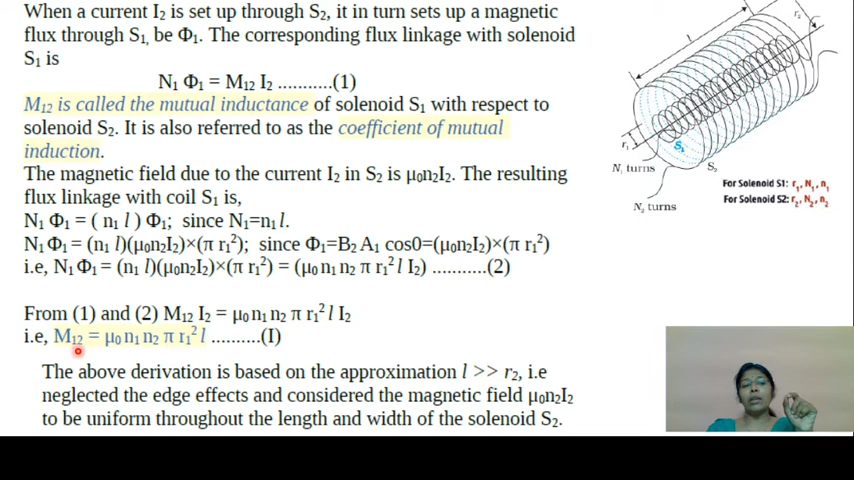 When a current I₂ is set up through S₂, it in turn sets up a magnetic
flux through S₁, be Φ₁. The corresponding flux linkage with solenoid
S₁ is
N₁ Φ₁ = M₁₂ I₂ ...........(1)
M₁₂ is called the mutual inductance of solenoid S₁ with respect to
solenoid S₂. It is also referred to as the coefficient of mutual
induction.
The magnetic field due to the current I₂ in S₂ is μ₀n₂I₂. The resulting
flux linkage with coil S₁ is,
N₁ Φ₁ = ( n₁ l ) Φ₁; since N₁=n₁ l.
N₁ Φ₁ = (n₁ l)(μ₀n₂I₂)×(π r₁²); since Φ₁=B₂ A₁ cos0=(μ₀n₂I₂)×(π r₁²)
i.e, N₁ Φ₁ = (n₁ l)(μ₀n₂I₂)×(π r₁²) = (μ₀ n₁ n₂ π r₁² l I₂) ...........(2)
From (1) and (2) M₁₂ I₂ = μ₀ n₁ n₂ π r₁² l I₂
i.e, M₁₂ = μ₀ n₁ n₂ π r₁² l ..........(I)
The above derivation is based on the approximation l >> r₂, i.e
neglected the edge effects and considered the magnetic field μ₀n₂I₂
to be uniform throughout the length and width of the solenoid S₂.
l
r₂
r₁
S₁
N₁ turns
S₂
N₂ turns
For Solenoid S1: r₁, N₁, n₁
For Solenoid S2: r₂, N₂, n₂